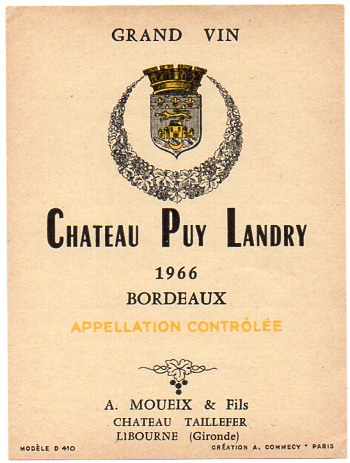 GRAND VIN
CHATEAU PUY LANDRY
1966
BORDEAUX
APPELLATION CONTRÔLÉE
A. MOUEIX & Fils
CHATEAU TAILLEFER
LIBOURNE (Gironde)
MODÈLE D 410 CRÉATION A. COMMECY * PARIS